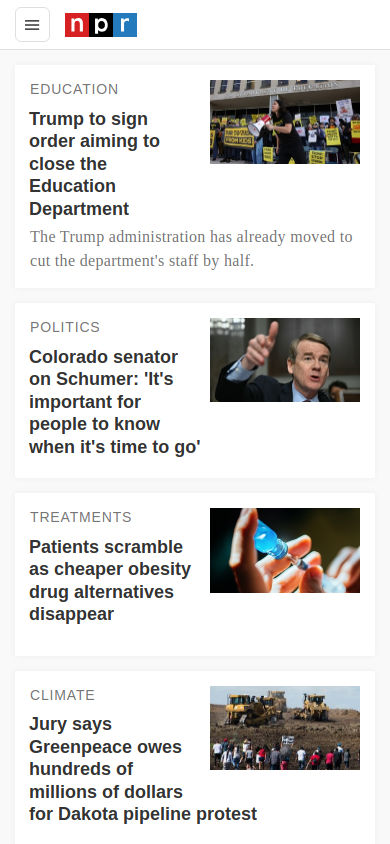 npr
EDUCATION
Trump to sign
order aiming to
close the
Education
Department
The Trump administration has already moved to
cut the department's staff by half.
POLITICS
Colorado senator
on Schumer: 'It's
important for
people to know
when it's time to go'
TREATMENTS
Patients scramble
as cheaper obesity
drug alternatives
disappear
CLIMATE
Jury says
Greenpeace owes
hundreds of
millions of dollars
for Dakota pipeline protest